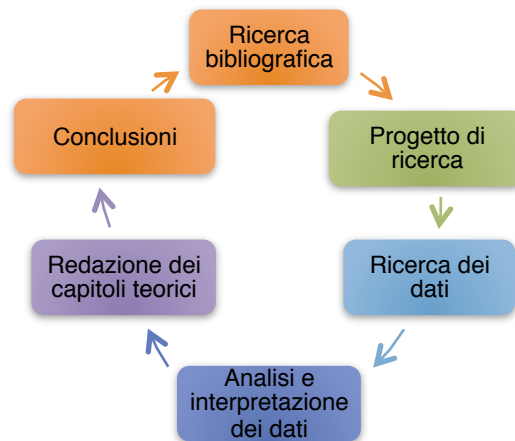 Ricerca
bibliografica
Progetto di
ricerca
Ricerca dei
dati
Analisi e
interpretazione
dei dati
Redazione dei
capitoli teorici
Conclusioni